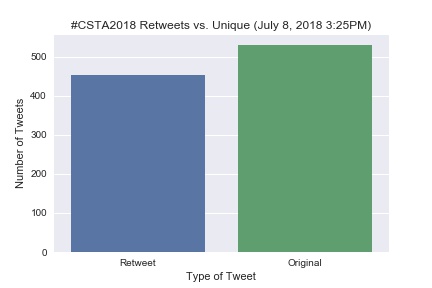 #CSTA2018 Retweets vs. Unique (July 8, 2018 3:25PM)
500
400
300
200
100
0
Number of Tweets
Retweet
Original
Type of Tweet